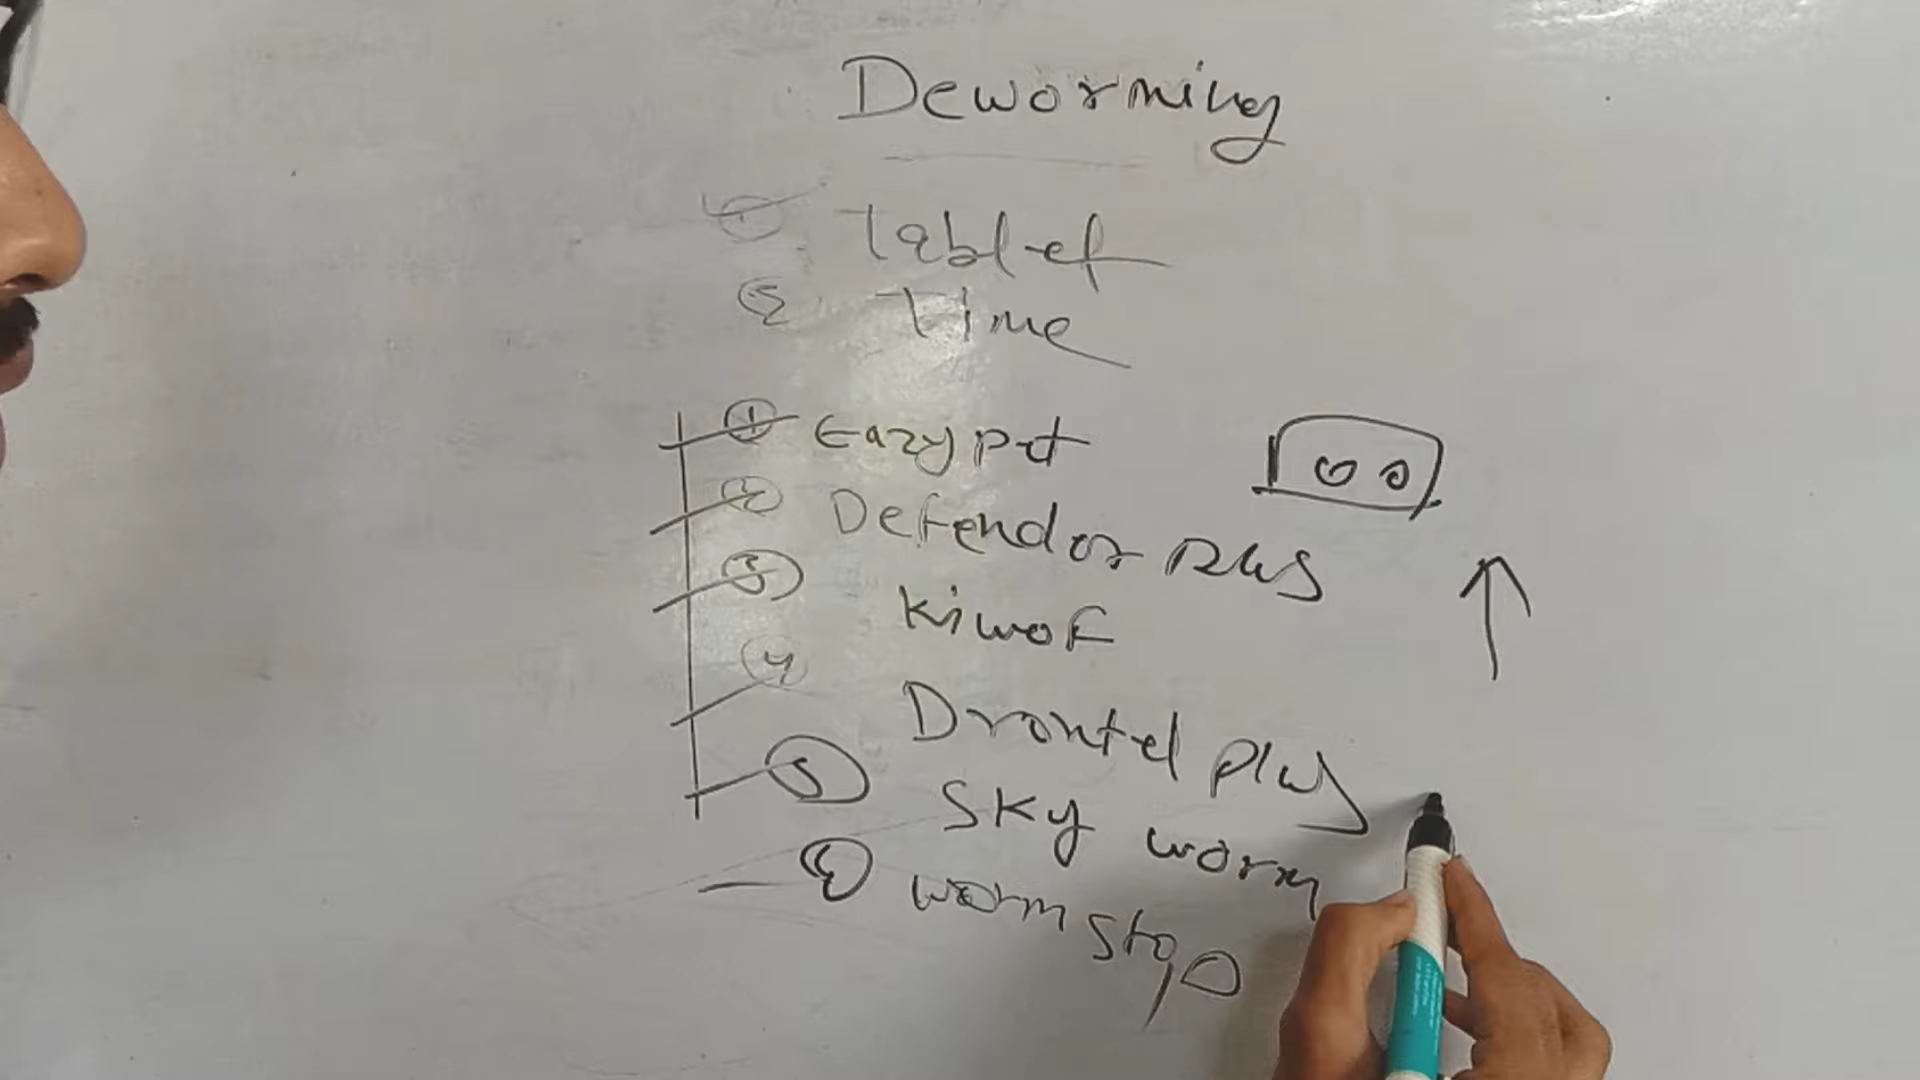 Deworming
① Tablet
② Time
① Eazypet
② Defendor Plus
③ Kiwof
④ Drontel plus
⑤ SKy worm
⑥ worm stop